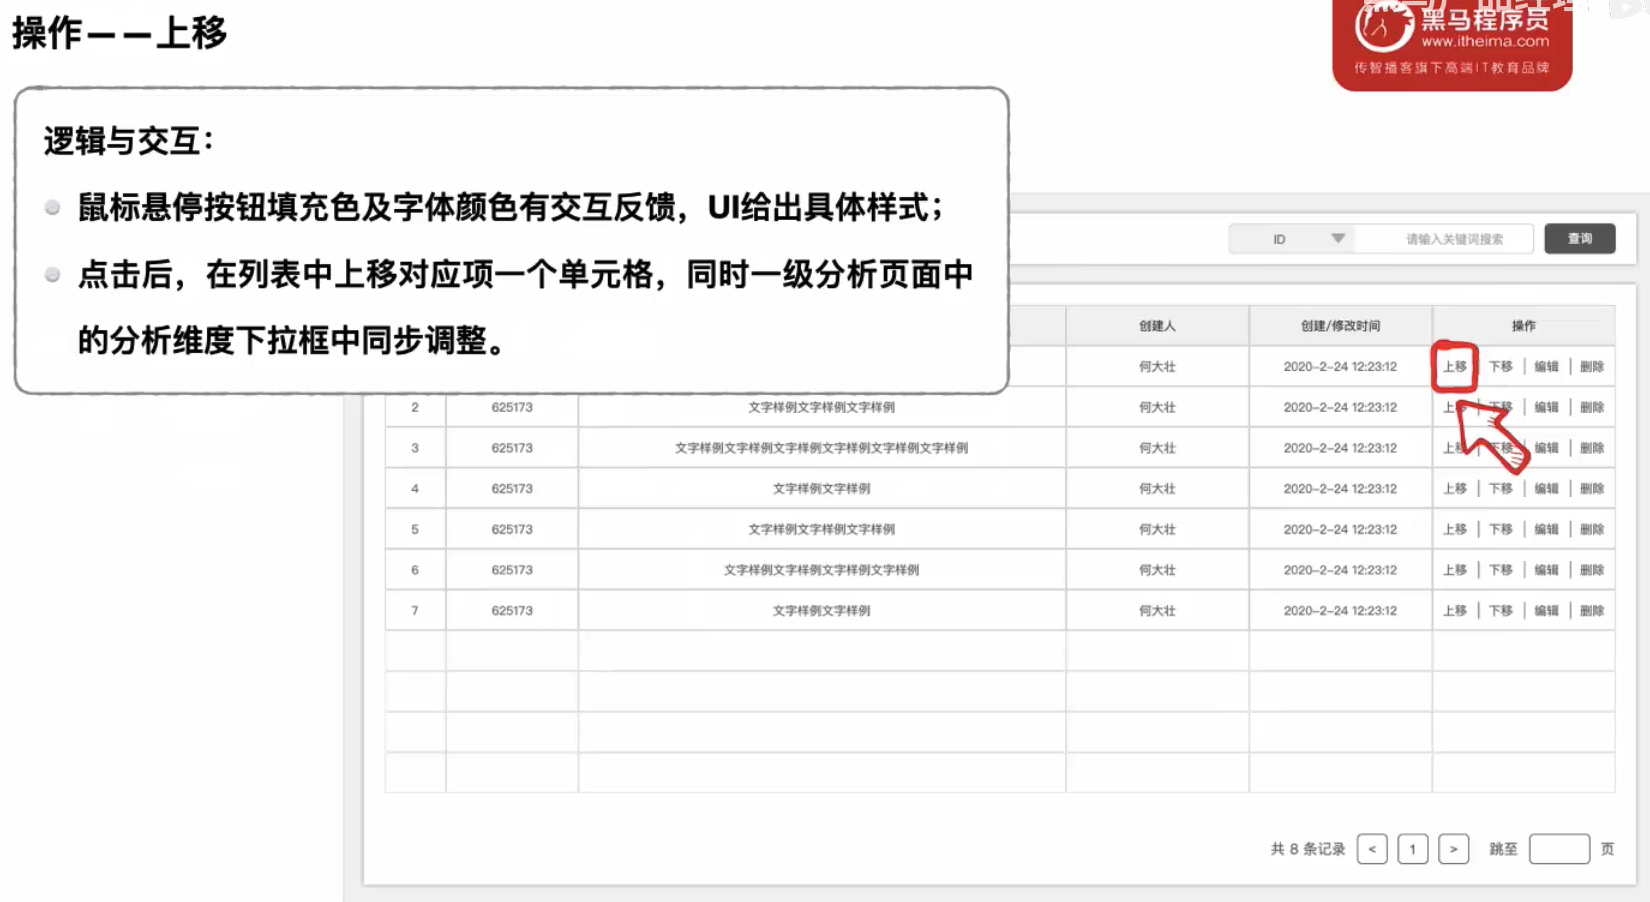 操作——上移
黑马程序员
www.itheima.com
传智播客旗下高端IT教育品牌
逻辑与交互：
鼠标悬停按钮填充色及字体颜色有交互反馈，UI给出具体样式；
点击后，在列表中上移对应项一个单元格，同时一级分析页面中
的分析维度下拉框中同步调整。
ID 请输入关键词搜索 查询
创建人 创建/修改时间 操作
何大壮 2020-2-24 12:23:12 上移 | 下移 | 编辑 | 删除
2 625173 文字样例文字样例文字样例 何大壮 2020-2-24 12:23:12 上移 | 下移 | 编辑 | 删除
3 625173 文字样例文字样例文字样例文字样例文字样例文字样例 何大壮 2020-2-24 12:23:12 上移 | 下移 | 编辑 | 删除
4 625173 文字样例文字样例 何大壮 2020-2-24 12:23:12 上移 | 下移 | 编辑 | 删除
5 625173 文字样例文字样例文字样例 何大壮 2020-2-24 12:23:12 上移 | 下移 | 编辑 | 删除
6 625173 文字样例文字样例文字样例文字样例 何大壮 2020-2-24 12:23:12 上移 | 下移 | 编辑 | 删除
7 625173 文字样例文字样例 何大壮 2020-2-24 12:23:12 上移 | 下移 | 编辑 | 删除
共 8 条记录 < 1 > 跳至 页